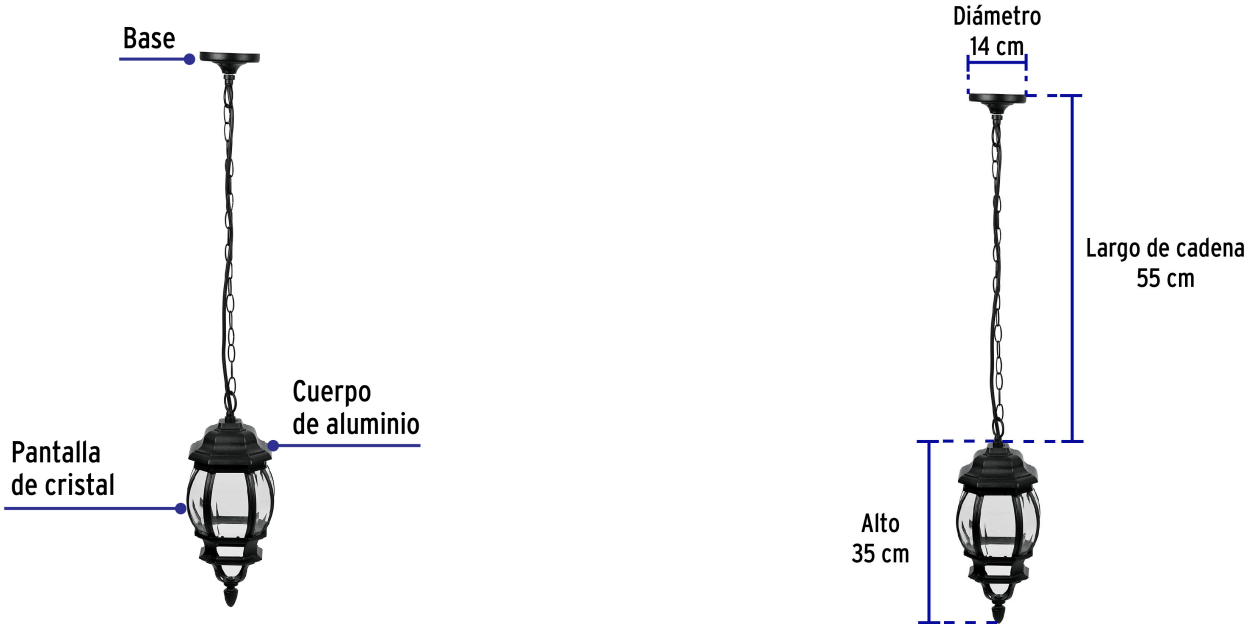 Base
Cuerpo
de aluminio
Pantalla
de cristal
Diámetro
14 cm
Largo de cadena
55 cm
Alto
35 cm